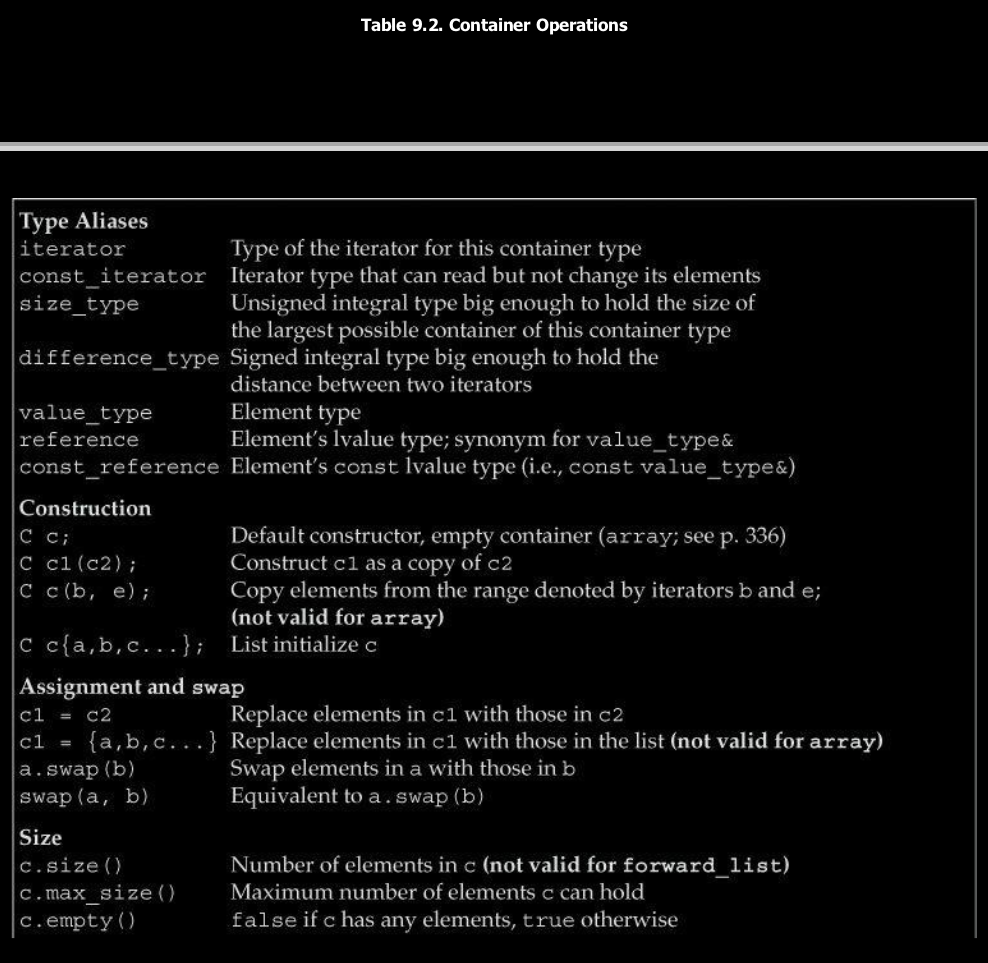 Table 9.2. Container Operations
Type Aliases
iterator Type of the iterator for this container type
const_iterator Iterator type that can read but not change its elements
size_type Unsigned integral type big enough to hold the size of
the largest possible container of this container type
difference_type Signed integral type big enough to hold the
distance between two iterators
value_type Element type
reference Element's lvalue type; synonym for value_type&
const_reference Element's const lvalue type (i.e., const value_type&)
Construction
C c; Default constructor, empty container (array; see p. 336)
C c1(c2); Construct c1 as a copy of c2
C c(b, e); Copy elements from the range denoted by iterators b and e;
(not valid for array)
C c{a,b,c...}; List initialize c
Assignment and swap
c1 = c2 Replace elements in c1 with those in c2
c1 = {a,b,c...} Replace elements in c1 with those in the list (not valid for array)
a.swap(b) Swap elements in a with those in b
swap(a, b) Equivalent to a.swap(b)
Size
c.size() Number of elements in c (not valid for forward_list)
c.max_size() Maximum number of elements c can hold
c.empty() false if c has any elements, true otherwise